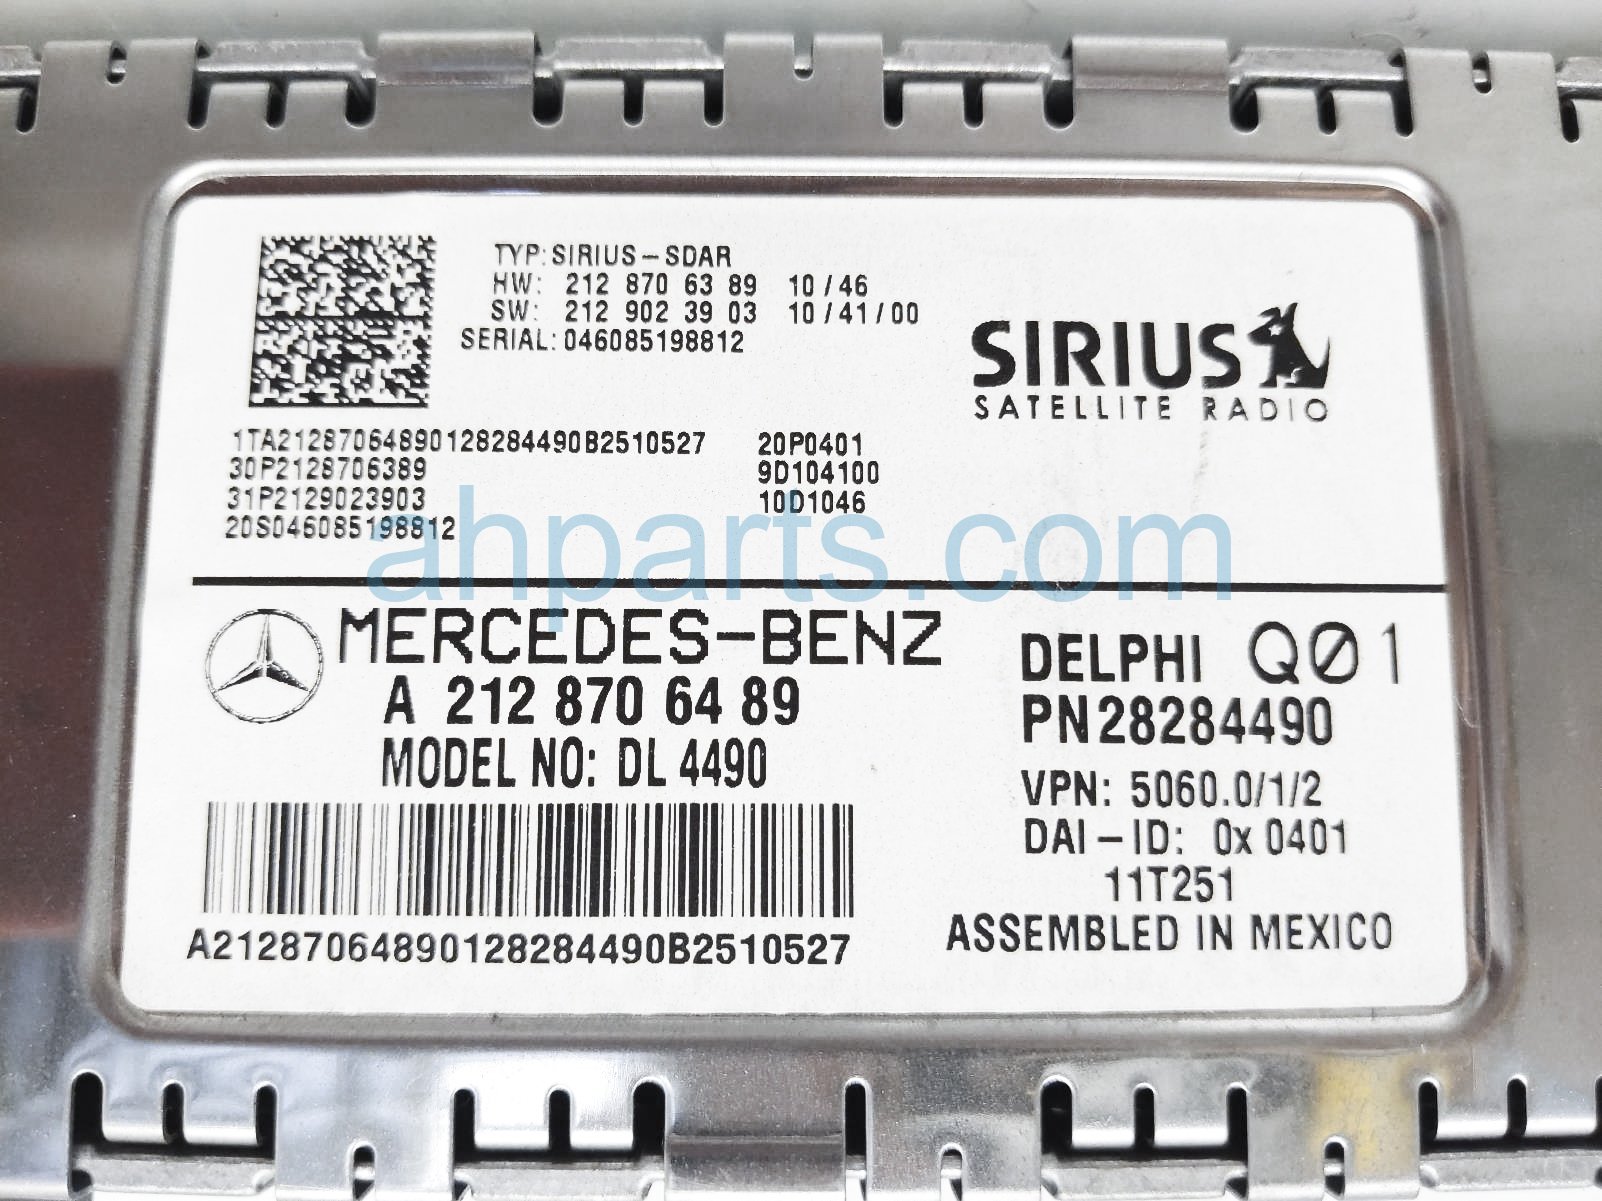 TYP: SIRIUS-SDAR
HW: 212 870 63 89 10/46
SW: 212 902 39 03 10/41/00
SERIAL: 046085198812
SIRIUS
SATELLITE RADIO
1TA21287064890128284490B2510527 20P0401
30P2128706389 9D104100
31P2129023903 10D1046
20S046085198812
ahparts.com
MERCEDES-BENZ
A 212 870 64 89
MODEL NO: DL 4490
A21287064890128284490B2510527
DELPHI Q01
PN28284490
VPN: 5060.0/1/2
DAI-ID: 0x 0401
11T251
ASSEMBLED IN MEXICO